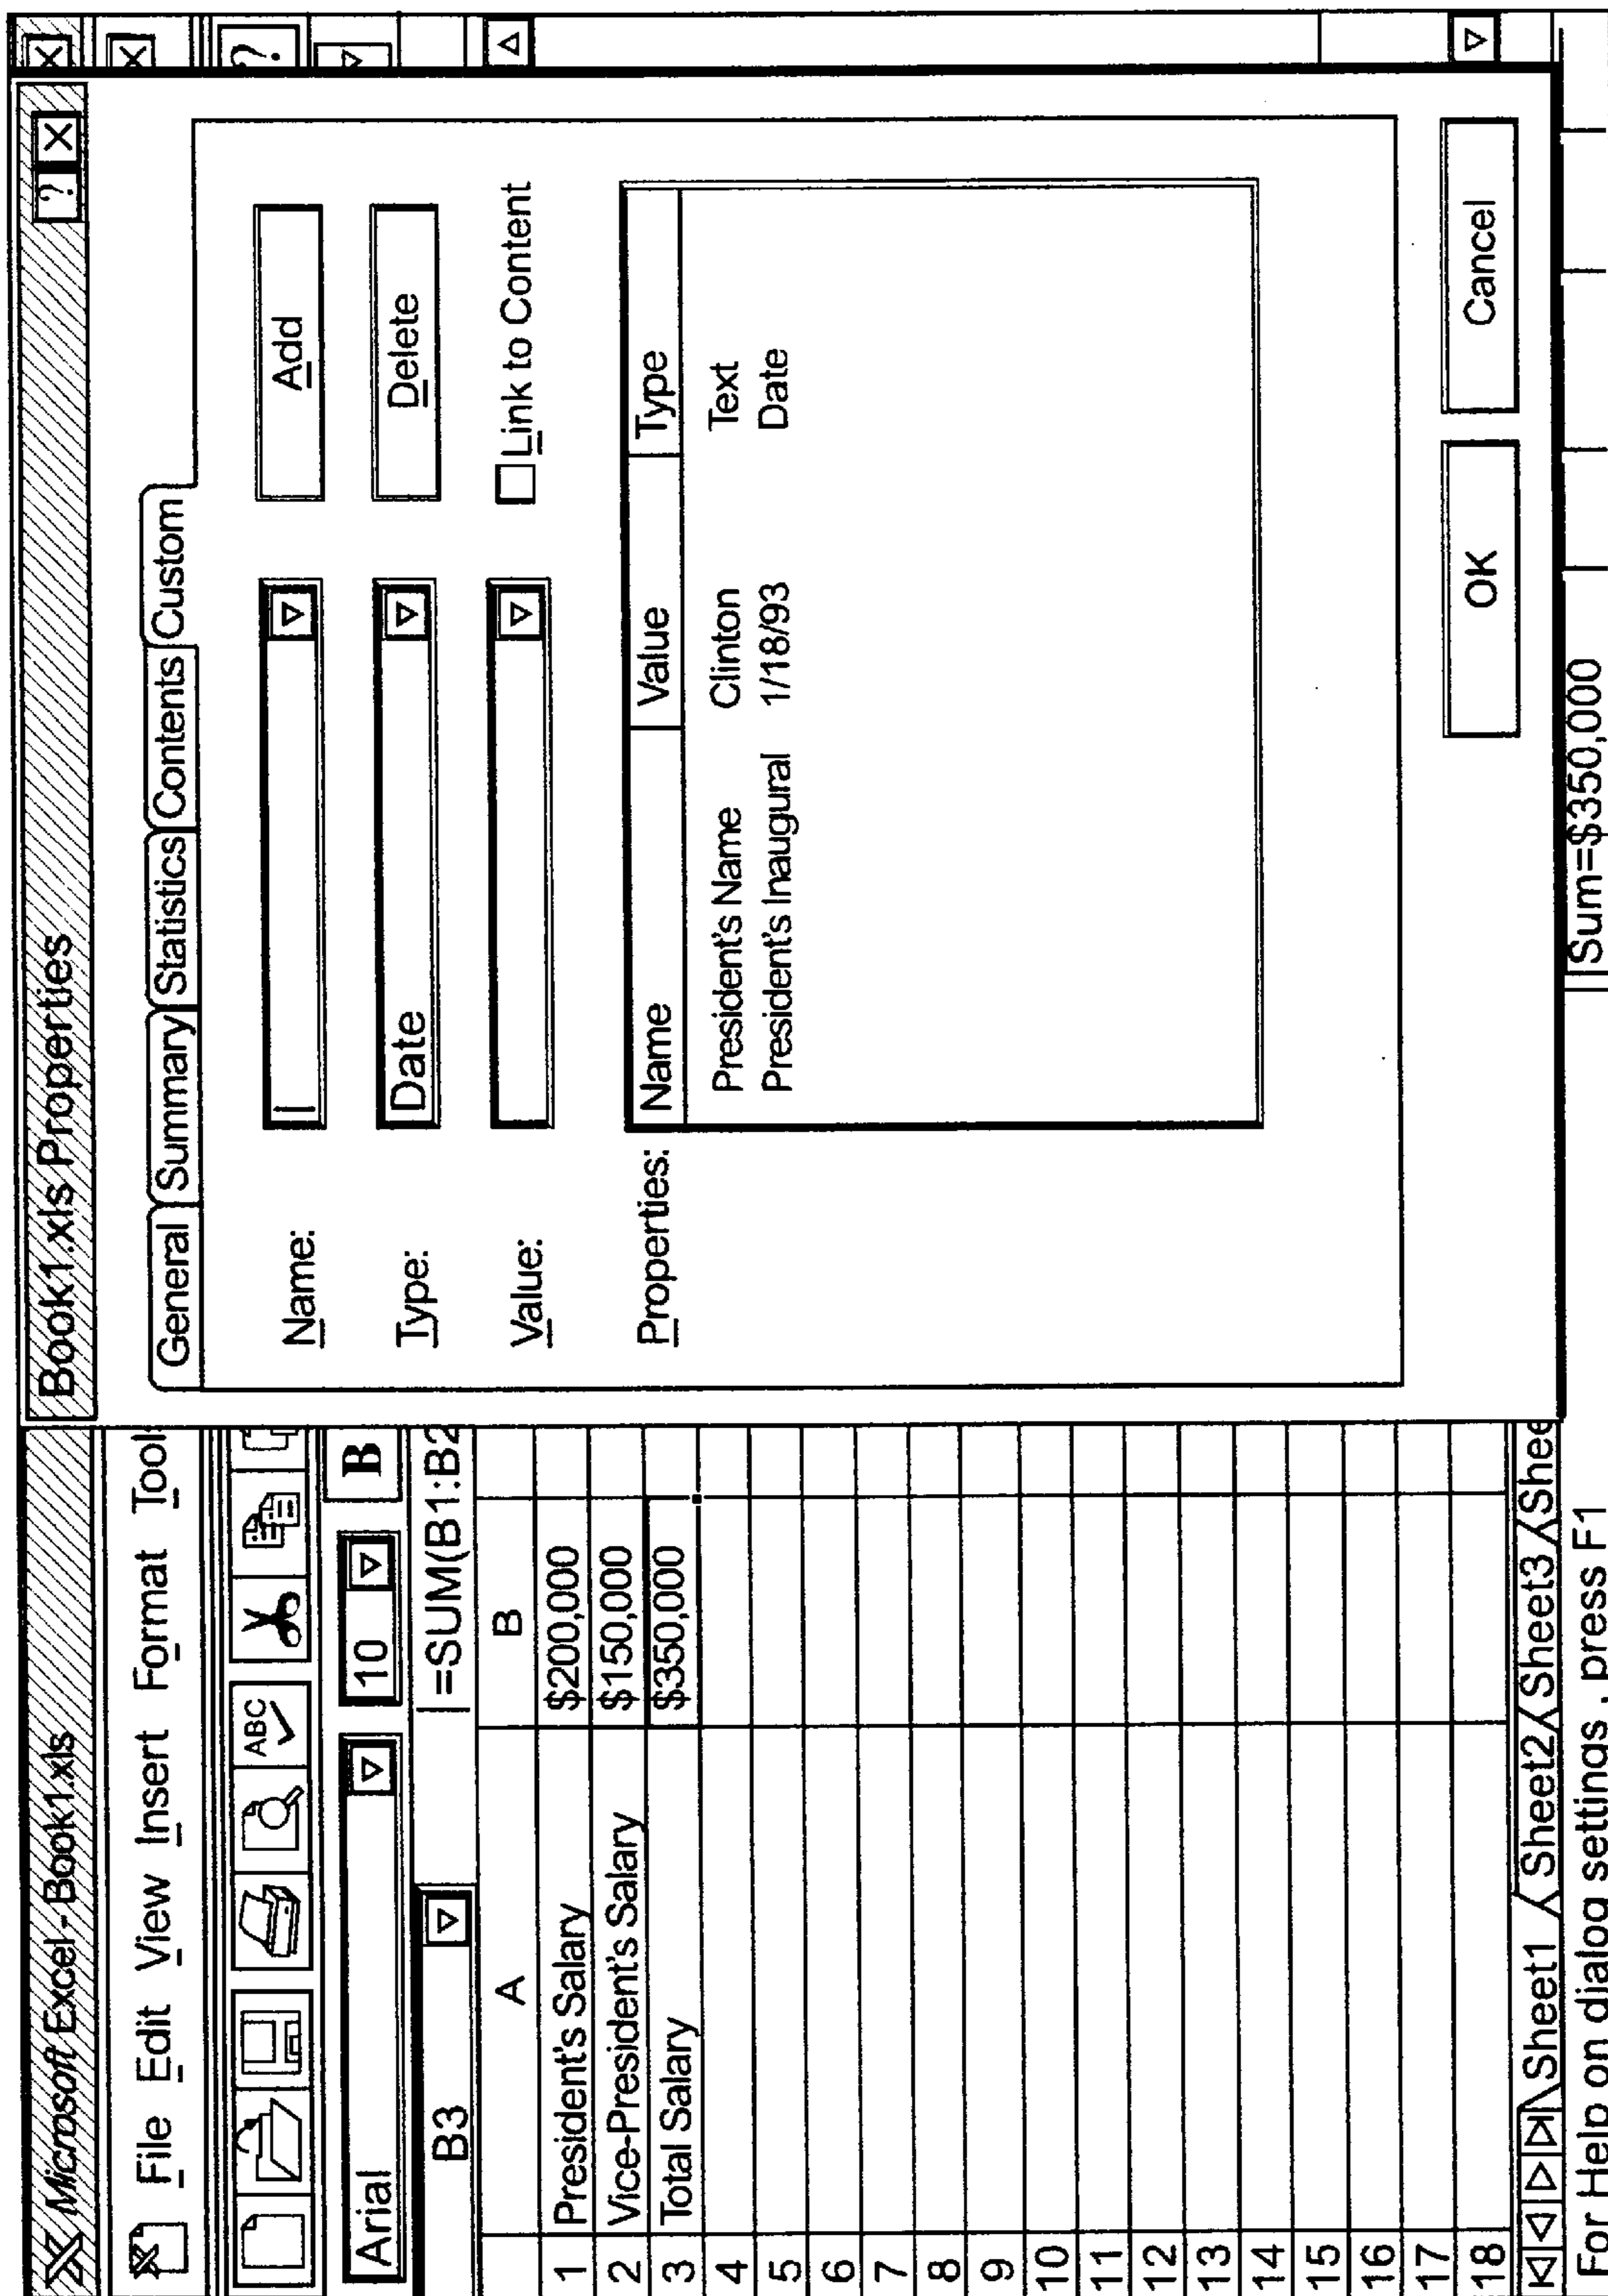 Microsoft Excel - Book1.xls
File Edit View Insert Format Tool
ABC
Arial 10 B
B3 =SUM(B1:B2
A B
1 President's Salary $200,000
2 Vice-President's Salary $150,000
3 Total Salary $350,000
4
5
6
7
8
9
10
11
12
13
14
15
16
17
18
Sheet1 Sheet2 Sheet3 Shee
For Help on dialog settings, press F1
Sum=$350,000
Book1.xls Properties ? X
General Summary Statistics Contents Custom
Name: Add
Type: Date Delete
Value: Link to Content
Properties: Name Value Type
President's Name Clinton Text
President's Inaugural 1/18/93 Date
OK Cancel
X
X
?